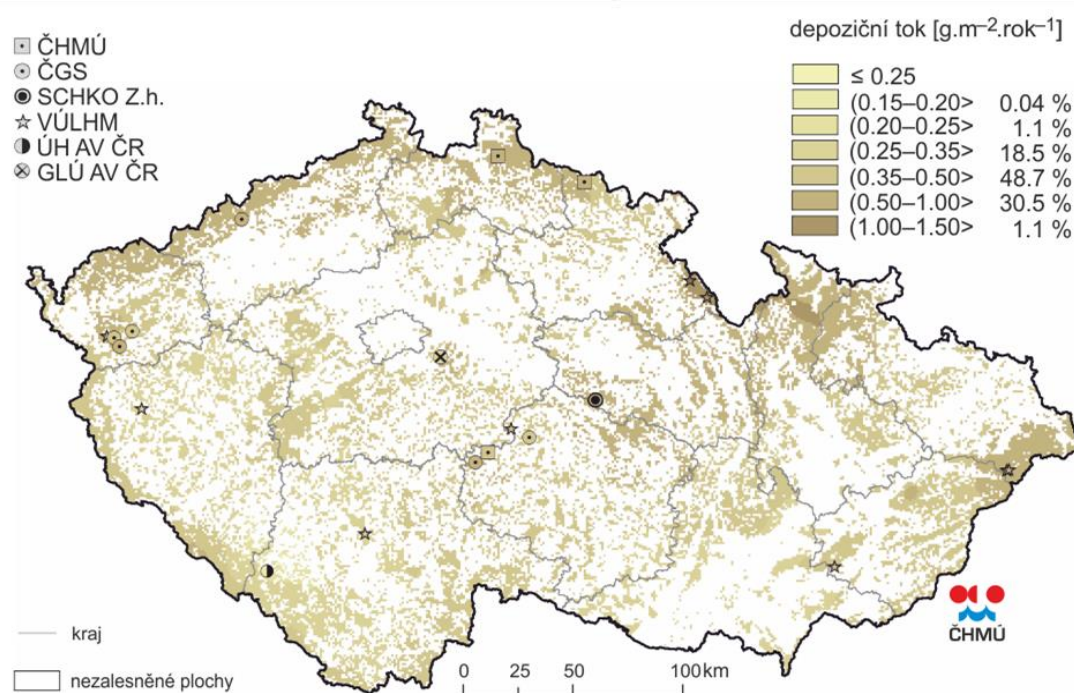 depoziční tok [g.m⁻².rok⁻¹]
≤ 0.25
(0.15–0.20> 0.04 %
(0.20–0.25> 1.1 %
(0.25–0.35> 18.5 %
(0.35–0.50> 48.7 %
(0.50–1.00> 30.5 %
(1.00–1.50> 1.1 %
ČHMÚ
ČGS
SCHKO Z.h.
VÚLHM
ÚH AV ČR
GLÚ AV ČR
ČHMÚ
kraj
nezalesněné plochy
0 25 50 100 km